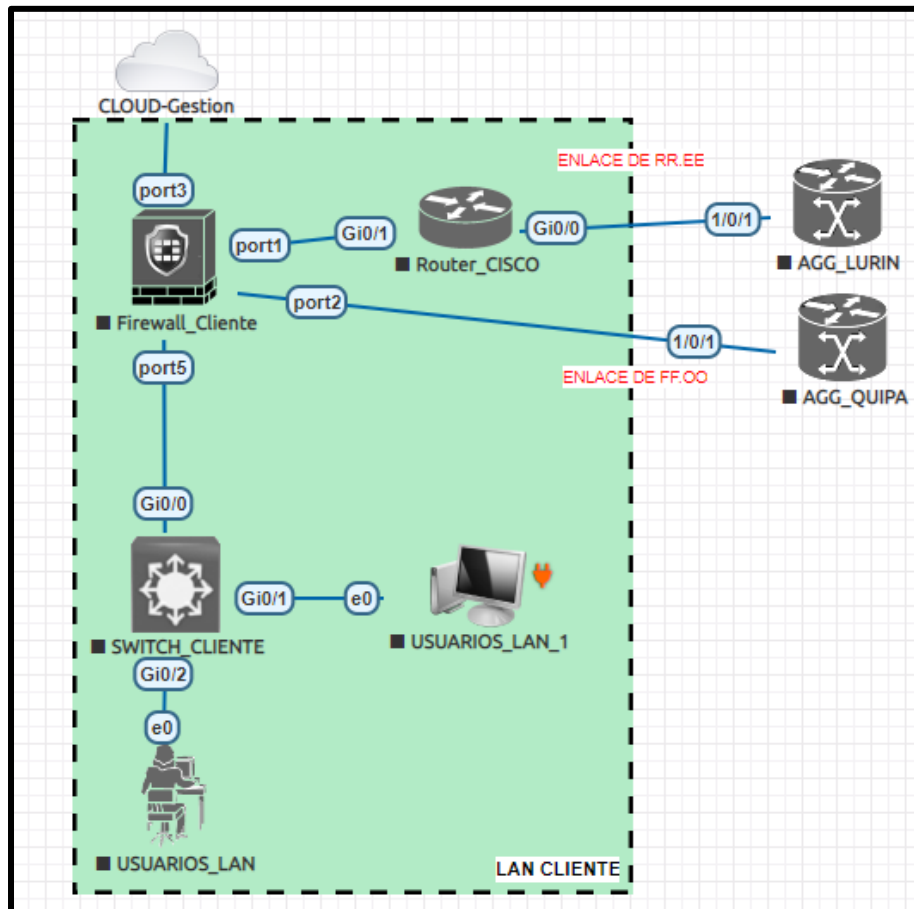 CLOUD-Gestion
port3
ENLACE DE RR.EE
port1
Gi0/1
Router_CISCO
Gi0/0
1/0/1
AGG_LURIN
Firewall_Cliente
port2
1/0/1
ENLACE DE FF.OO
AGG_QUIPA
port5
Gi0/0
SWITCH_CLIENTE
Gi0/1
e0
USUARIOS_LAN_1
Gi0/2
e0
USUARIOS_LAN
LAN CLIENTE